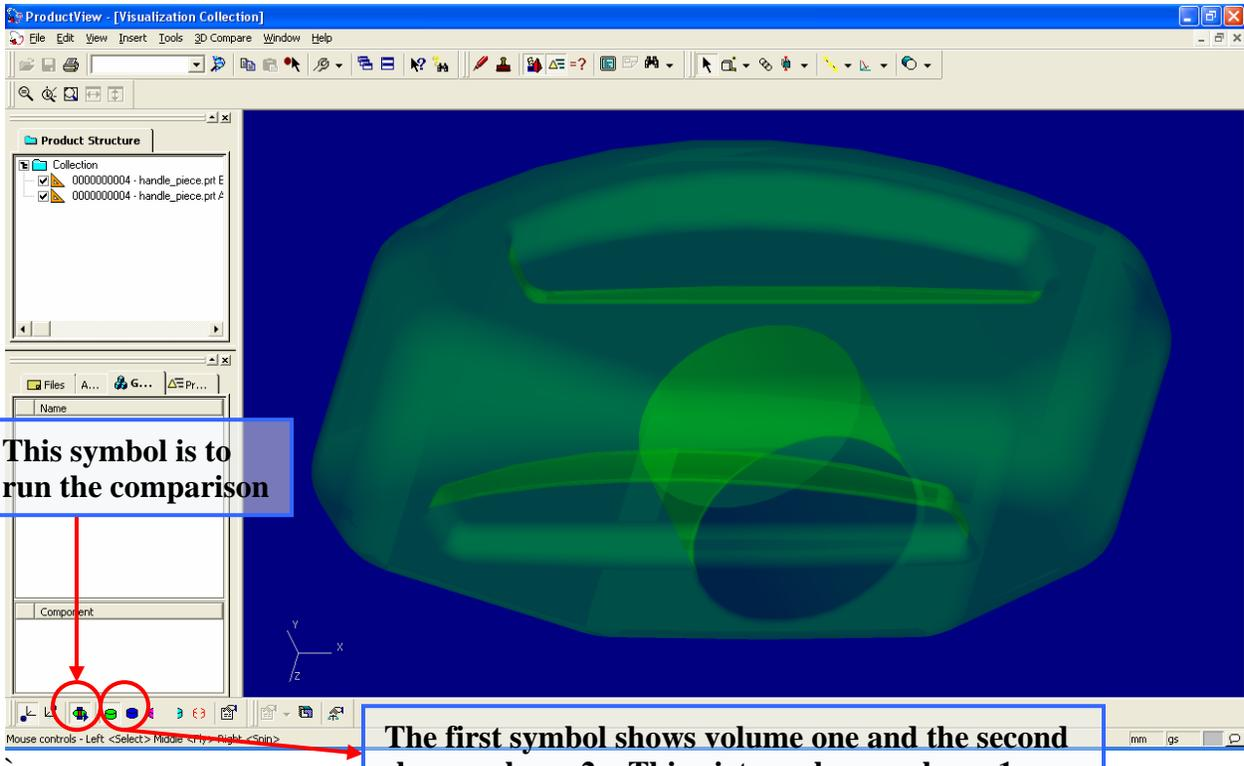 ProductView - [Visualization Collection]
File Edit View Insert Tools 3D Compare Window Help
Product Structure
Collection
0000000004 - handle_piece.prt E
0000000004 - handle_piece.prt A
Files A... G... Pr...
Name
This symbol is to
run the comparison
Component
Y
X
Z
Mouse controls - Left <Select> Middle <Fly> Right <Spin>
mm gs
The first symbol shows volume one and the second
`